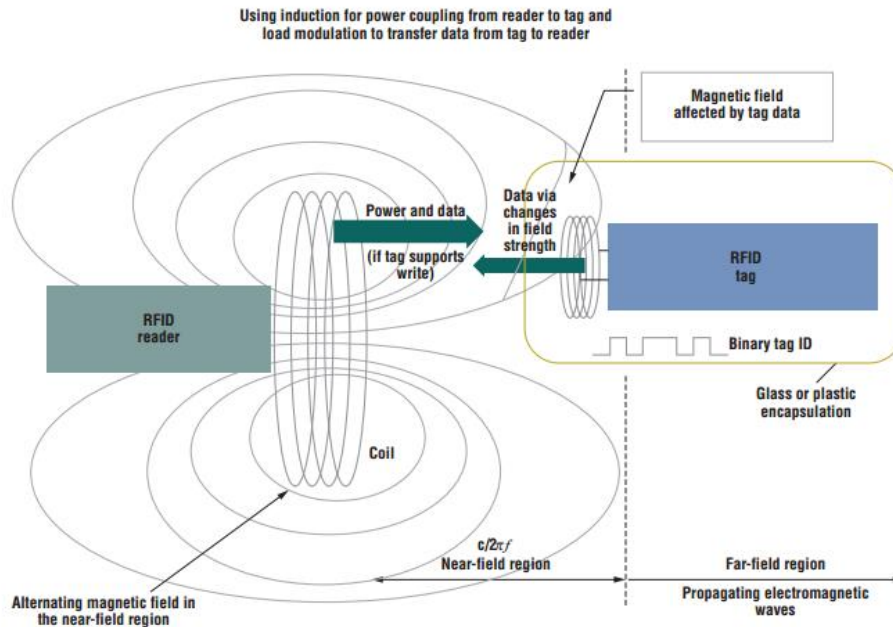 Using induction for power coupling from reader to tag and
load modulation to transfer data from tag to reader
Magnetic field
affected by tag data
Power and data
(if tag supports
write)
Data via
changes
in field
strength
RFID
tag
RFID
reader
Binary tag ID
Glass or plastic
encapsulation
Coil
c/2πf
Near-field region
Far-field region
Propagating electromagnetic
waves
Alternating magnetic field in
the near-field region